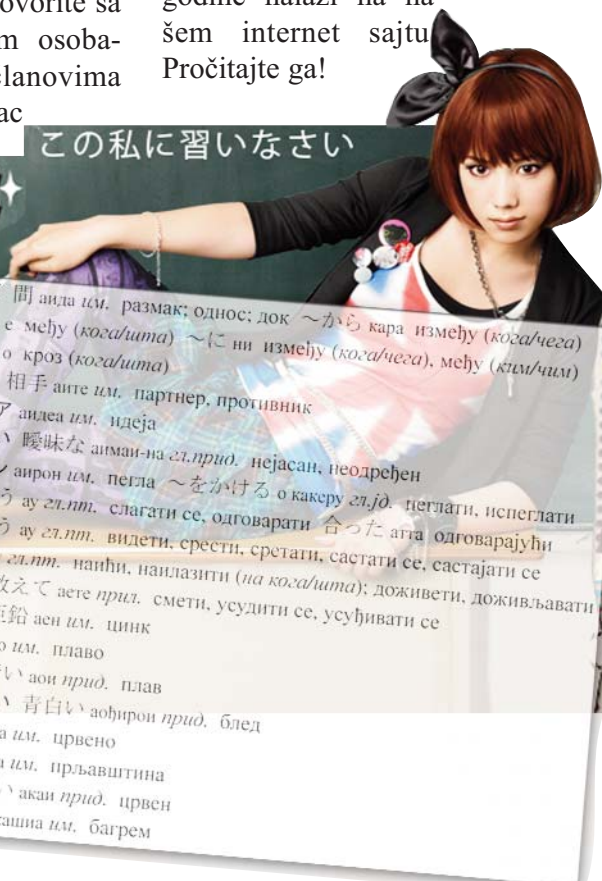 ovorite sa
m osoba-
članovima
ac
godine nalazi na na-
šem internet sajtu.
Pročitajte ga!
この私に習いなさい
間 аида им. размак; однос; док ～から кара између (кога/чега)
е међу (кога/шта) ～に ни између (кога/чега), међу (ким/чим)
о кроз (кога/шта)
相手 аите им. партнер, противник
ア аидеа им. идеја
い 曖昧な аимаи-на гл.прид. нејасан, неодређен
ン аирон им. пегла ～をかける о какеру гл.јд. пеглати, испеглати
う ау гл.пт. слагати се, одговарати 合った атта одговарајући
う ау гл.пт. видети, срести, сретати, састати се, састајати се
гл.пт. наићи, наилазити (на кога/шта); доживети, доживљавати
敢えて аете прил. смети, усудити се, усуђивати се
亜鉛 аен им. цинк
о им. плаво
い аои прид. плав
い 青白い аођирои прид. блед
а им. црвено
а им. прљавштина
い акаи прид. црвен
кашиа им. багрем